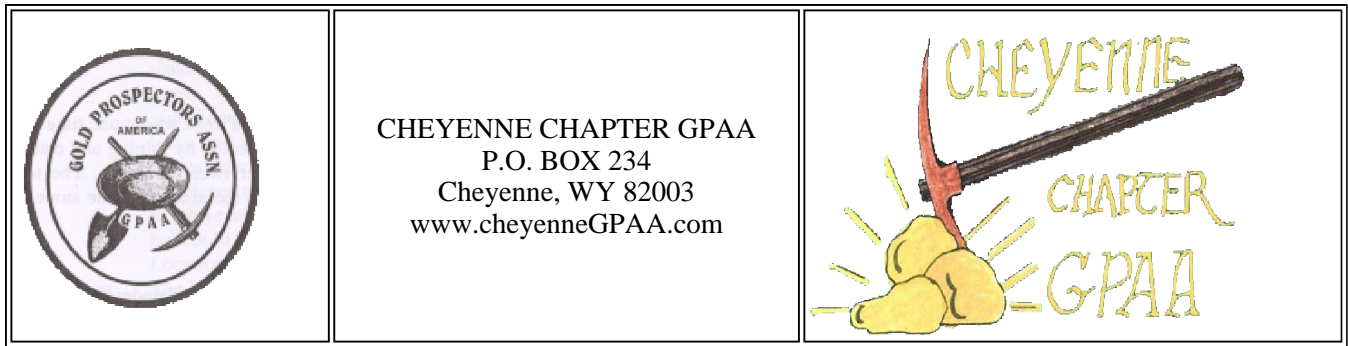 GOLD PROSPECTORS ASSN.
OF
AMERICA
GPAA
CHEYENNE CHAPTER GPAA
P.O. BOX 234
Cheyenne, WY 82003
www.cheyenneGPAA.com
CHEYENNE
CHAPTER
GPAA